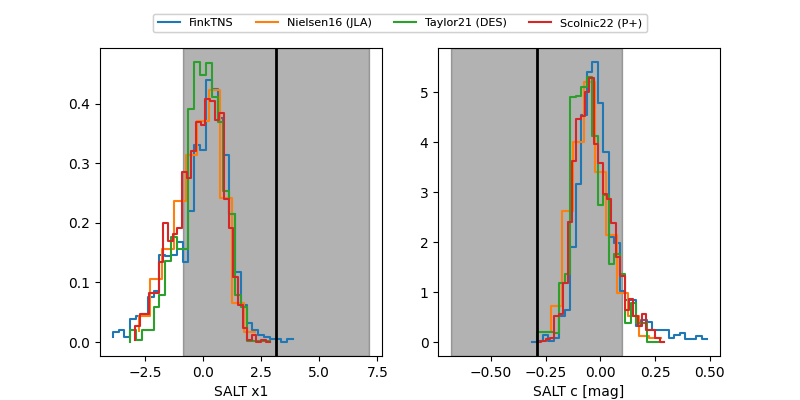 FinkTNS Nielsen16 (JLA) Taylor21 (DES) Scolnic22 (P+)
0.4
0.3
0.2
0.1
0.0
−2.5 0.0 2.5 5.0 7.5
SALT x1
5
4
3
2
1
0
−0.50 −0.25 0.00 0.25 0.50
SALT c [mag]